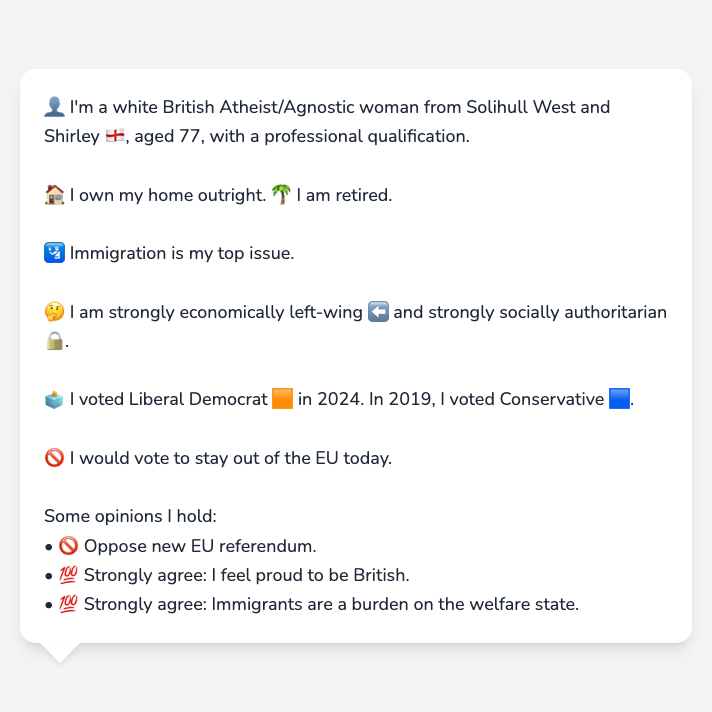 👤 I'm a white British Atheist/Agnostic woman from Solihull West and
Shirley 🏴󠁧󠁢󠁥󠁮󠁧󠁿, aged 77, with a professional qualification.
🏠 I own my home outright. 🌴 I am retired.
🛂 Immigration is my top issue.
🤔 I am strongly economically left-wing ⬅️ and strongly socially authoritarian
🔒.
🗳️ I voted Liberal Democrat 🟧 in 2024. In 2019, I voted Conservative 🟦.
🚫 I would vote to stay out of the EU today.
Some opinions I hold:
• 🚫 Oppose new EU referendum.
• 💯 Strongly agree: I feel proud to be British.
• 💯 Strongly agree: Immigrants are a burden on the welfare state.